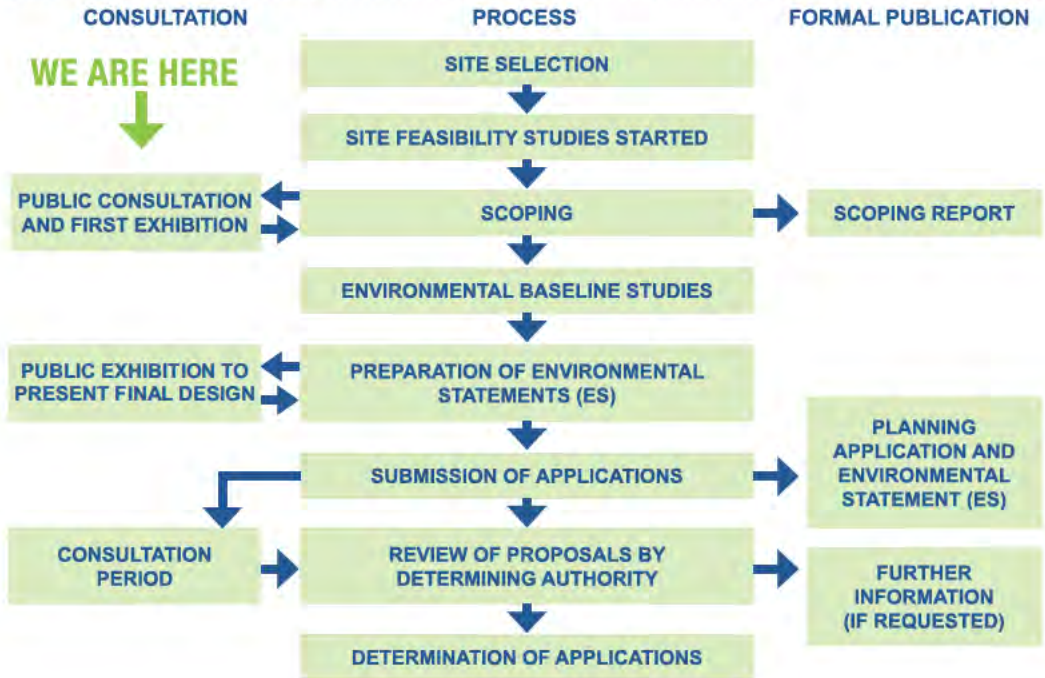 CONSULTATION
PROCESS
FORMAL PUBLICATION
WE ARE HERE
SITE SELECTION
SITE FEASIBILITY STUDIES STARTED
PUBLIC CONSULTATION
AND FIRST EXHIBITION
SCOPING
SCOPING REPORT
ENVIRONMENTAL BASELINE STUDIES
PUBLIC EXHIBITION TO
PRESENT FINAL DESIGN
PREPARATION OF ENVIRONMENTAL
STATEMENTS (ES)
PLANNING
APPLICATION AND
ENVIRONMENTAL
STATEMENT (ES)
SUBMISSION OF APPLICATIONS
CONSULTATION
PERIOD
REVIEW OF PROPOSALS BY
DETERMINING AUTHORITY
FURTHER
INFORMATION
(IF REQUESTED)
DETERMINATION OF APPLICATIONS